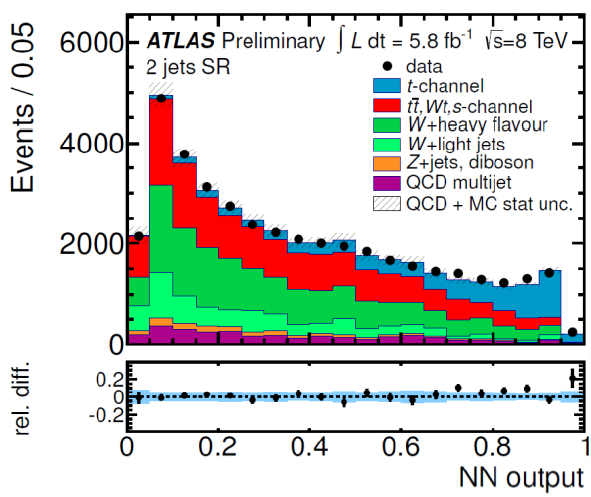 ATLAS Preliminary ∫ L dt = 5.8 fb⁻¹ √s=8 TeV
2 jets SR
data
t-channel
tt̄,Wt,s-channel
W+heavy flavour
W+light jets
Z+jets, diboson
QCD multijet
QCD + MC stat unc.
Events / 0.05
6000
4000
2000
0
rel. diff.
0.2
0
-0.2
0 0.2 0.4 0.6 0.8 1
NN output